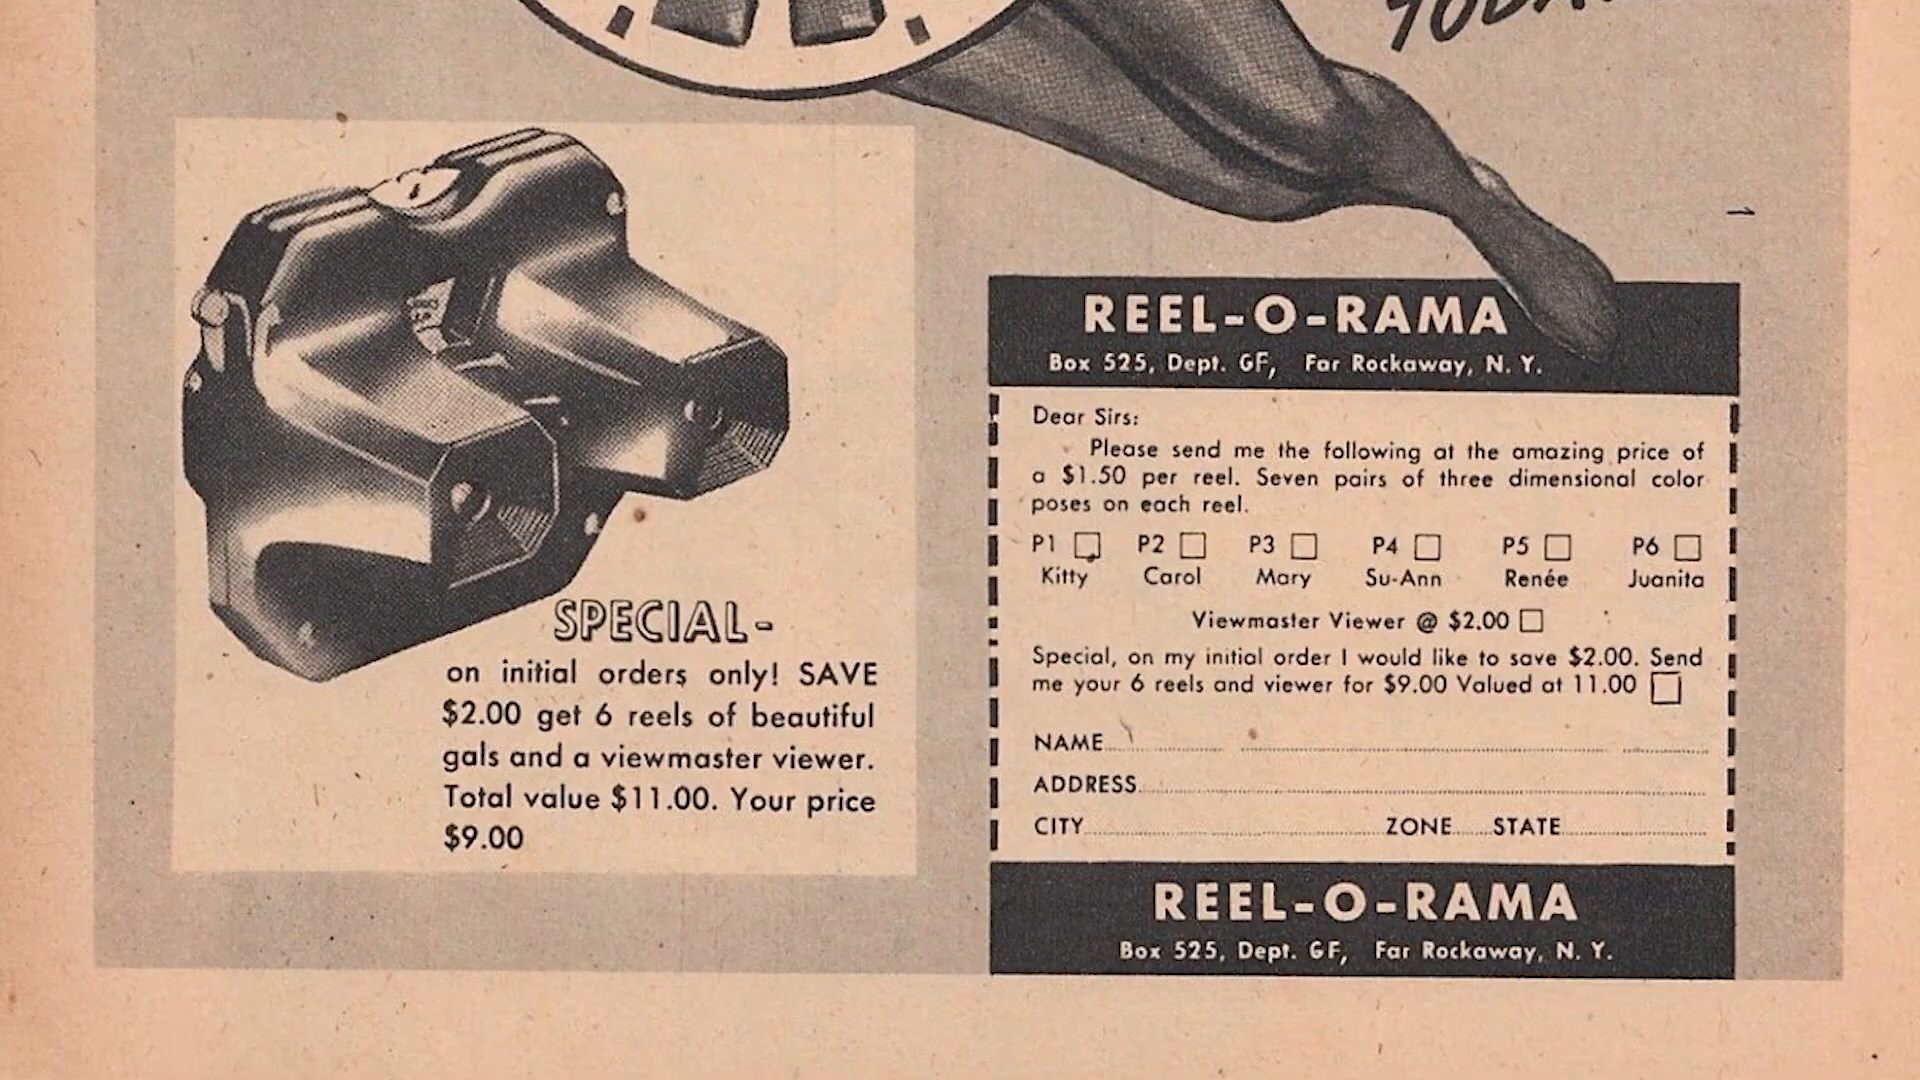 REEL-O-RAMA
Box 525, Dept. GF, Far Rockaway, N. Y.
Dear Sirs:
Please send me the following at the amazing price of
a $1.50 per reel. Seven pairs of three dimensional color
poses on each reel.
P1 P2 P3 P4 P5 P6
Kitty Carol Mary Su-Ann Renée Juanita
Viewmaster Viewer @ $2.00
Special, on my initial order I would like to save $2.00. Send
me your 6 reels and viewer for $9.00 Valued at 11.00
NAME
ADDRESS
CITY ZONE STATE
REEL-O-RAMA
Box 525, Dept. GF, Far Rockaway, N. Y.
SPECIAL-
on initial orders only! SAVE
$2.00 get 6 reels of beautiful
gals and a viewmaster viewer.
Total value $11.00. Your price
$9.00